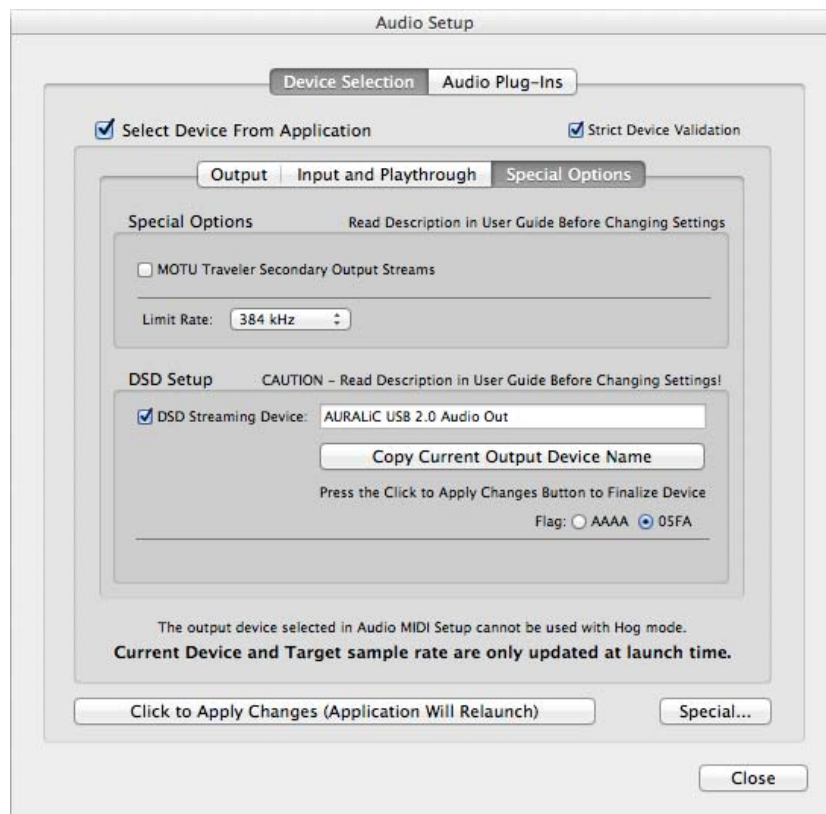 Audio Setup
Device Selection
Audio Plug-Ins
Select Device From Application
Strict Device Validation
Output
Input and Playthrough
Special Options
Special Options
Read Description in User Guide Before Changing Settings
MOTU Traveler Secondary Output Streams
Limit Rate:
384 kHz
DSD Setup
CAUTION - Read Description in User Guide Before Changing Settings!
DSD Streaming Device:
AURALiC USB 2.0 Audio Out
Copy Current Output Device Name
Press the Click to Apply Changes Button to Finalize Device
Flag:
AAAA
05FA
The output device selected in Audio MIDI Setup cannot be used with Hog mode.
Current Device and Target sample rate are only updated at launch time.
Click to Apply Changes (Application Will Relaunch)
Special...
Close